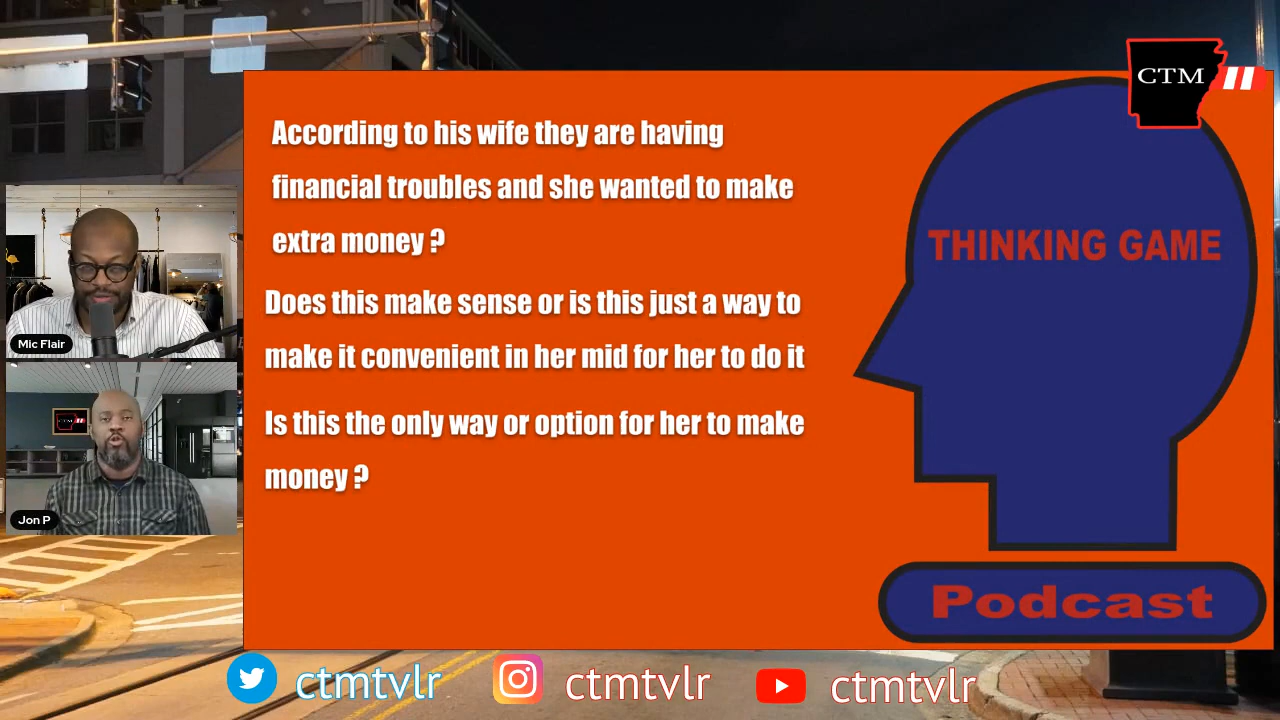 CTM
According to his wife they are having
financial troubles and she wanted to make
extra money ?
THINKING GAME
Does this make sense or is this just a way to
make it convenient in her mid for her to do it
Is this the only way or option for her to make
money ?
Mic Flair
CTM
Jon P
Podcast
ctmtvlr
ctmtvlr
ctmtvlr